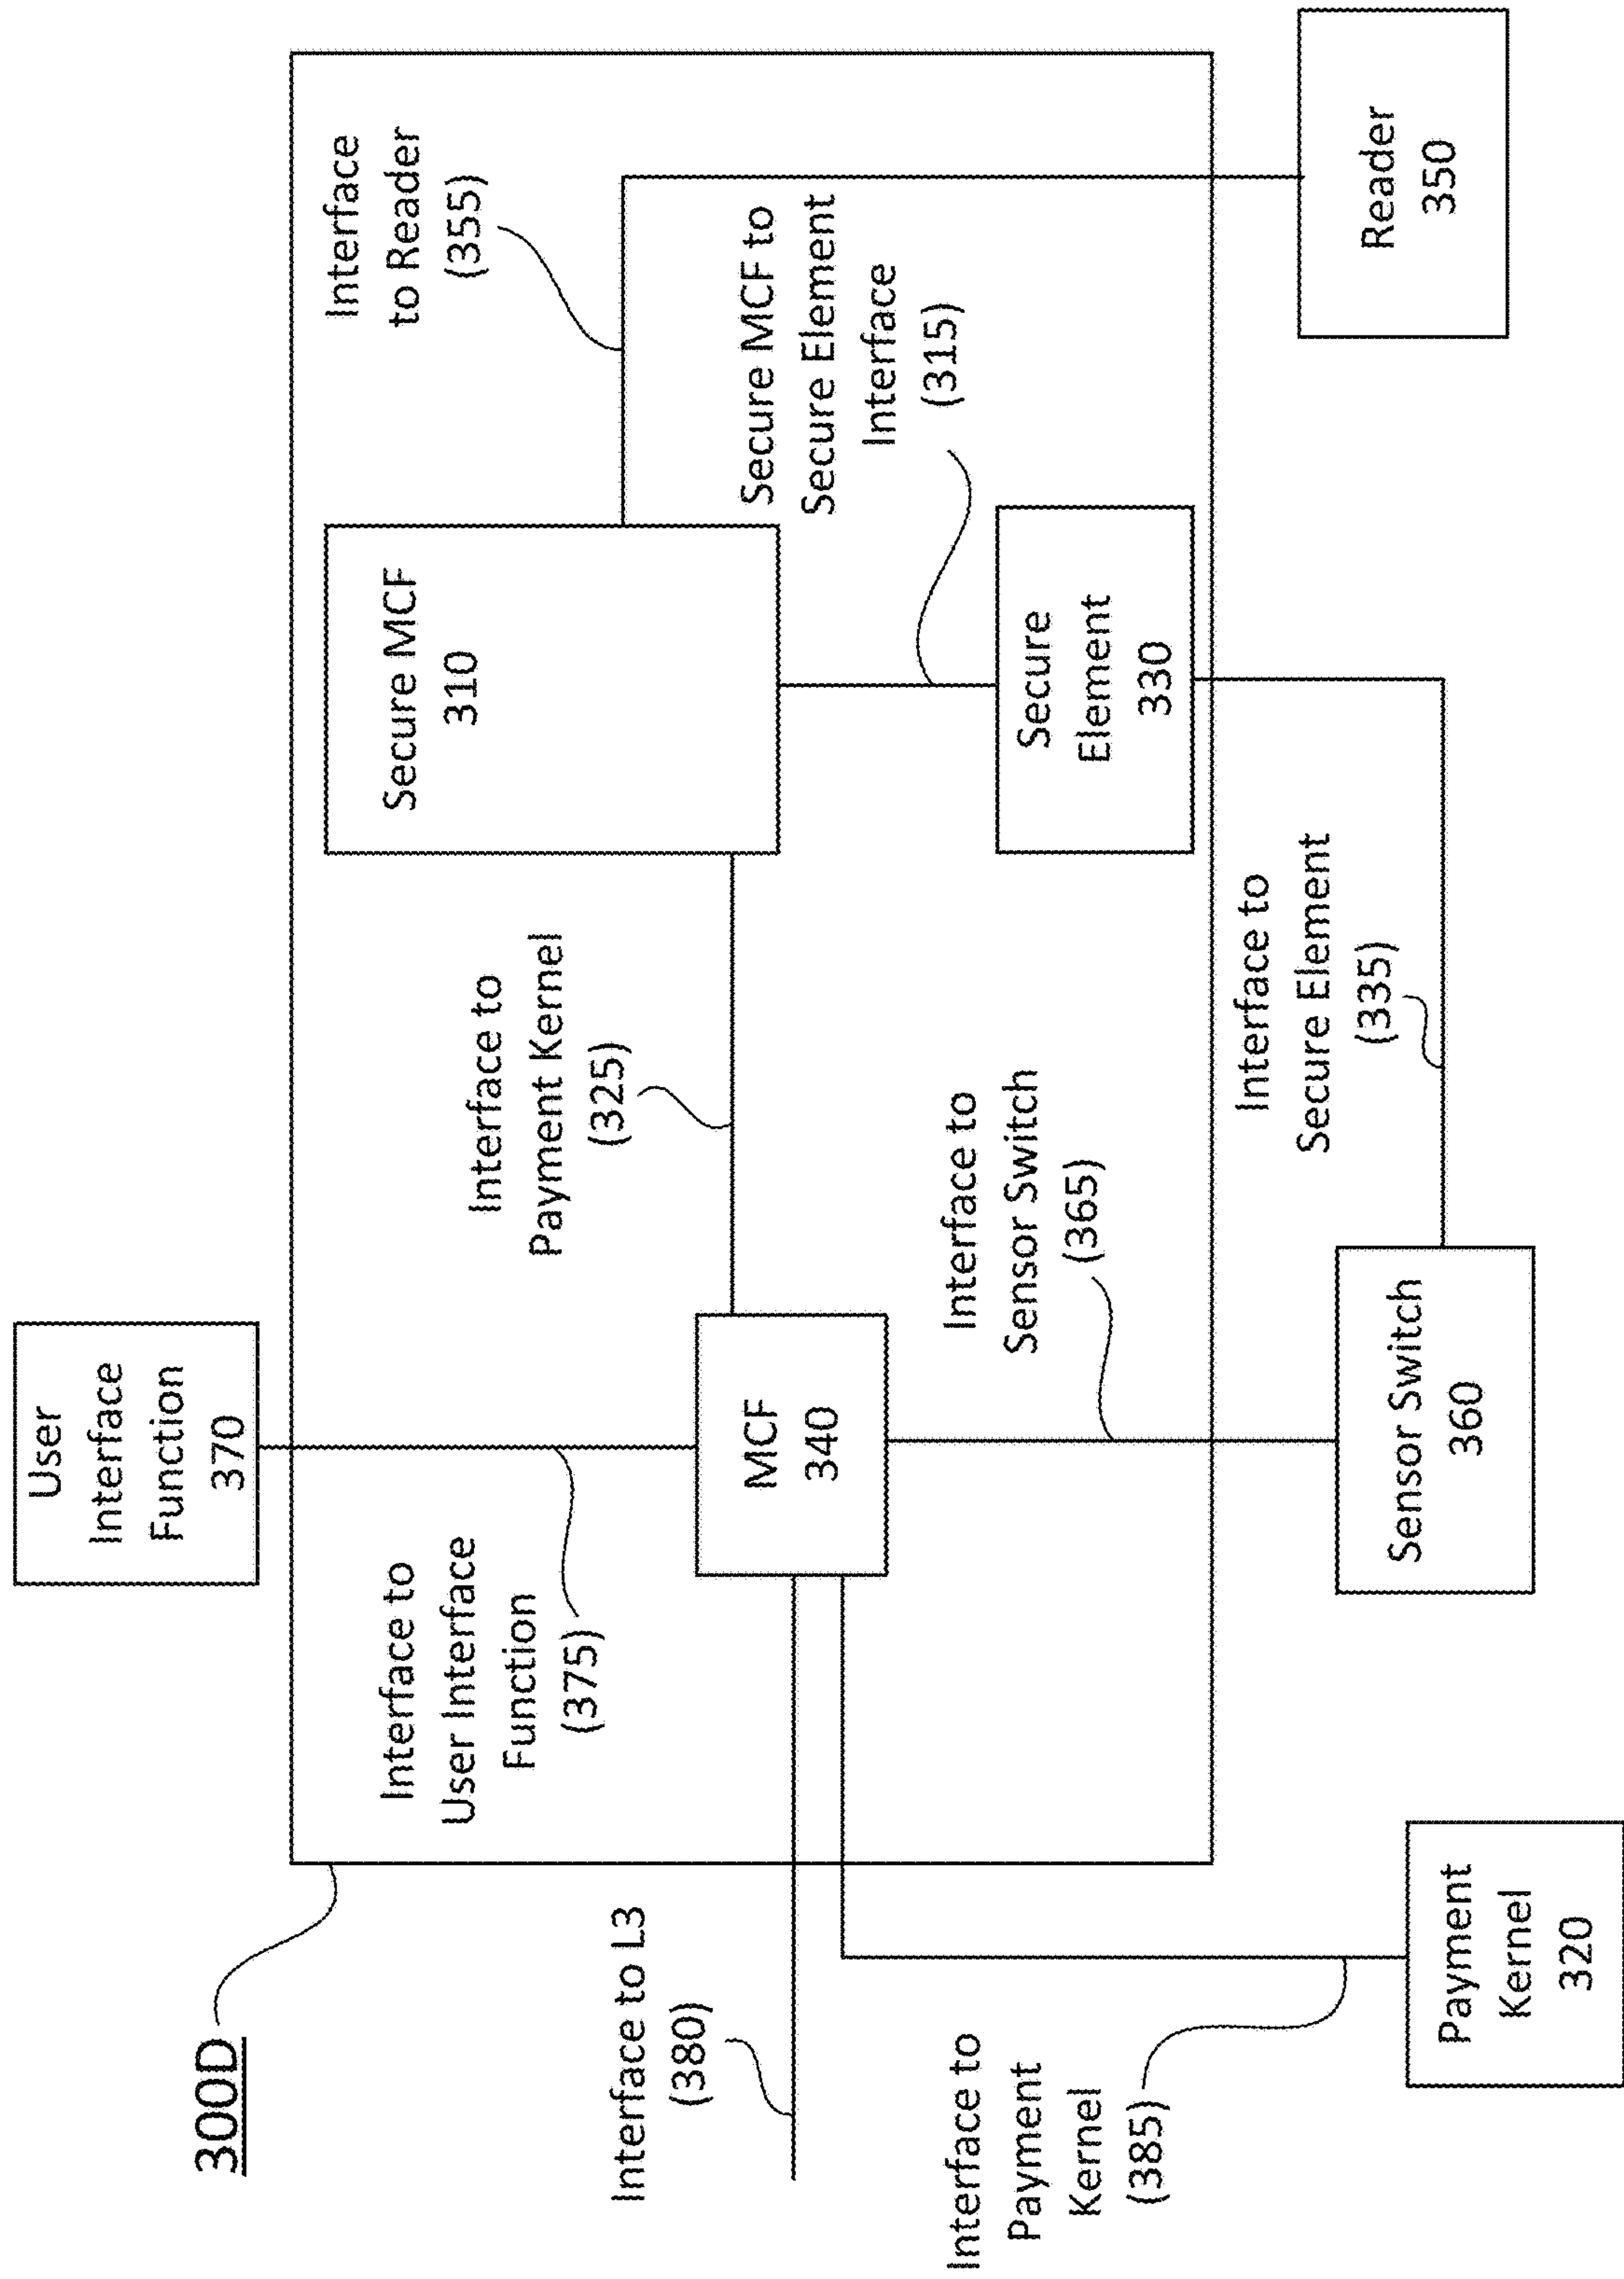 300D
User
Interface
Function
370
Interface to
User Interface
Function
(375)
Interface to
Payment Kernel
(325)
Secure MCF
310
Interface
to Reader
(355)
Interface to L3
(380)
MCF
340
Secure MCF to
Secure Element
Interface
(315)
Interface to
Sensor Switch
(365)
Secure
Element
330
Interface to
Payment
Kernel
(385)
Interface to
Secure Element
(335)
Payment
Kernel
320
Sensor Switch
360
Reader
350